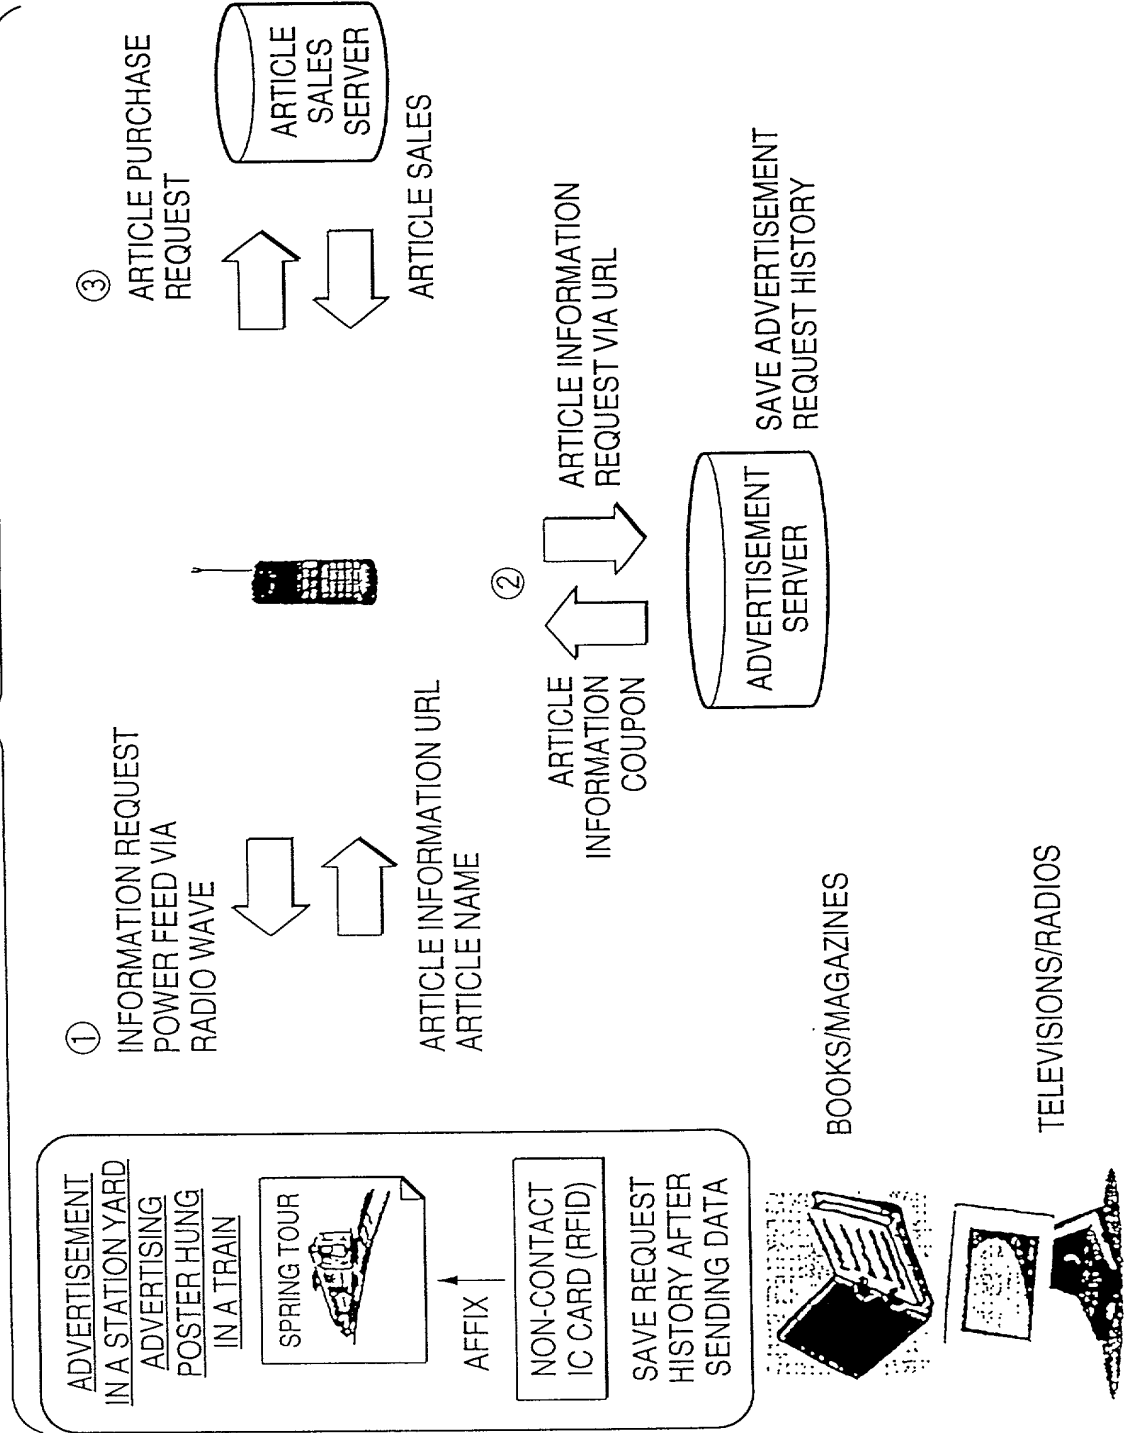 ADVERTISEMENT
IN A STATION YARD
ADVERTISING
POSTER HUNG
IN A TRAIN
SPRING TOUR
AFFIX
NON-CONTACT
IC CARD (RFID)
SAVE REQUEST
HISTORY AFTER
SENDING DATA
BOOKS/MAGAZINES
TELEVISIONS/RADIOS
①
INFORMATION REQUEST
POWER FEED VIA
RADIO WAVE
ARTICLE INFORMATION URL
ARTICLE NAME
②
ARTICLE
INFORMATION
COUPON
ARTICLE INFORMATION
REQUEST VIA URL
ADVERTISEMENT
SERVER
SAVE ADVERTISEMENT
REQUEST HISTORY
③
ARTICLE PURCHASE
REQUEST
ARTICLE SALES
ARTICLE
SALES
SERVER